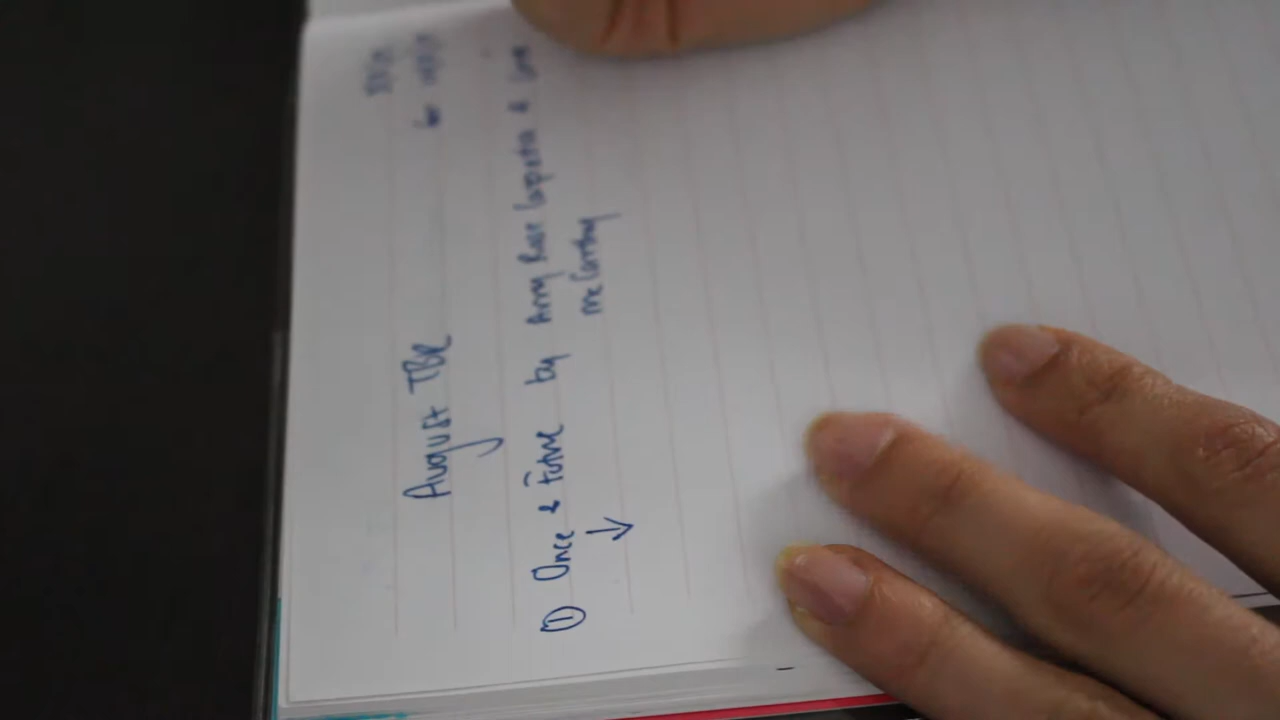 August TBR
① Once & Future by Amy Rose Capetta & Cori
McCarthy
↓